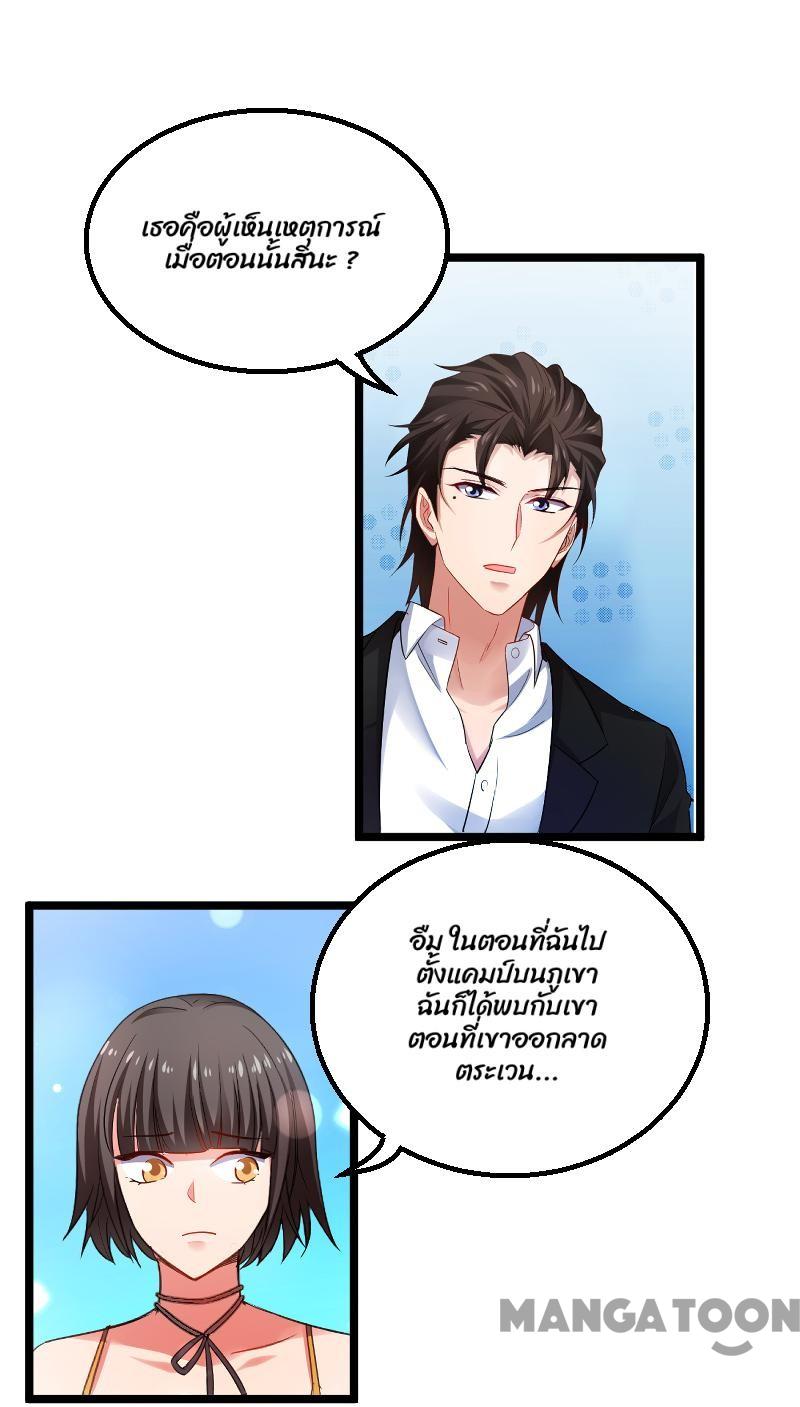 เธอคือผู้เห็นเหตุการณ์
เมื่อตอนนั้นสินะ ?
อืม ในตอนที่ฉันไป
ตั้งแคมป์บนภูเขา
ฉันก็ได้พบกับเขา
ตอนที่เขาออกลาด
ตระเวน...
MANGATOON